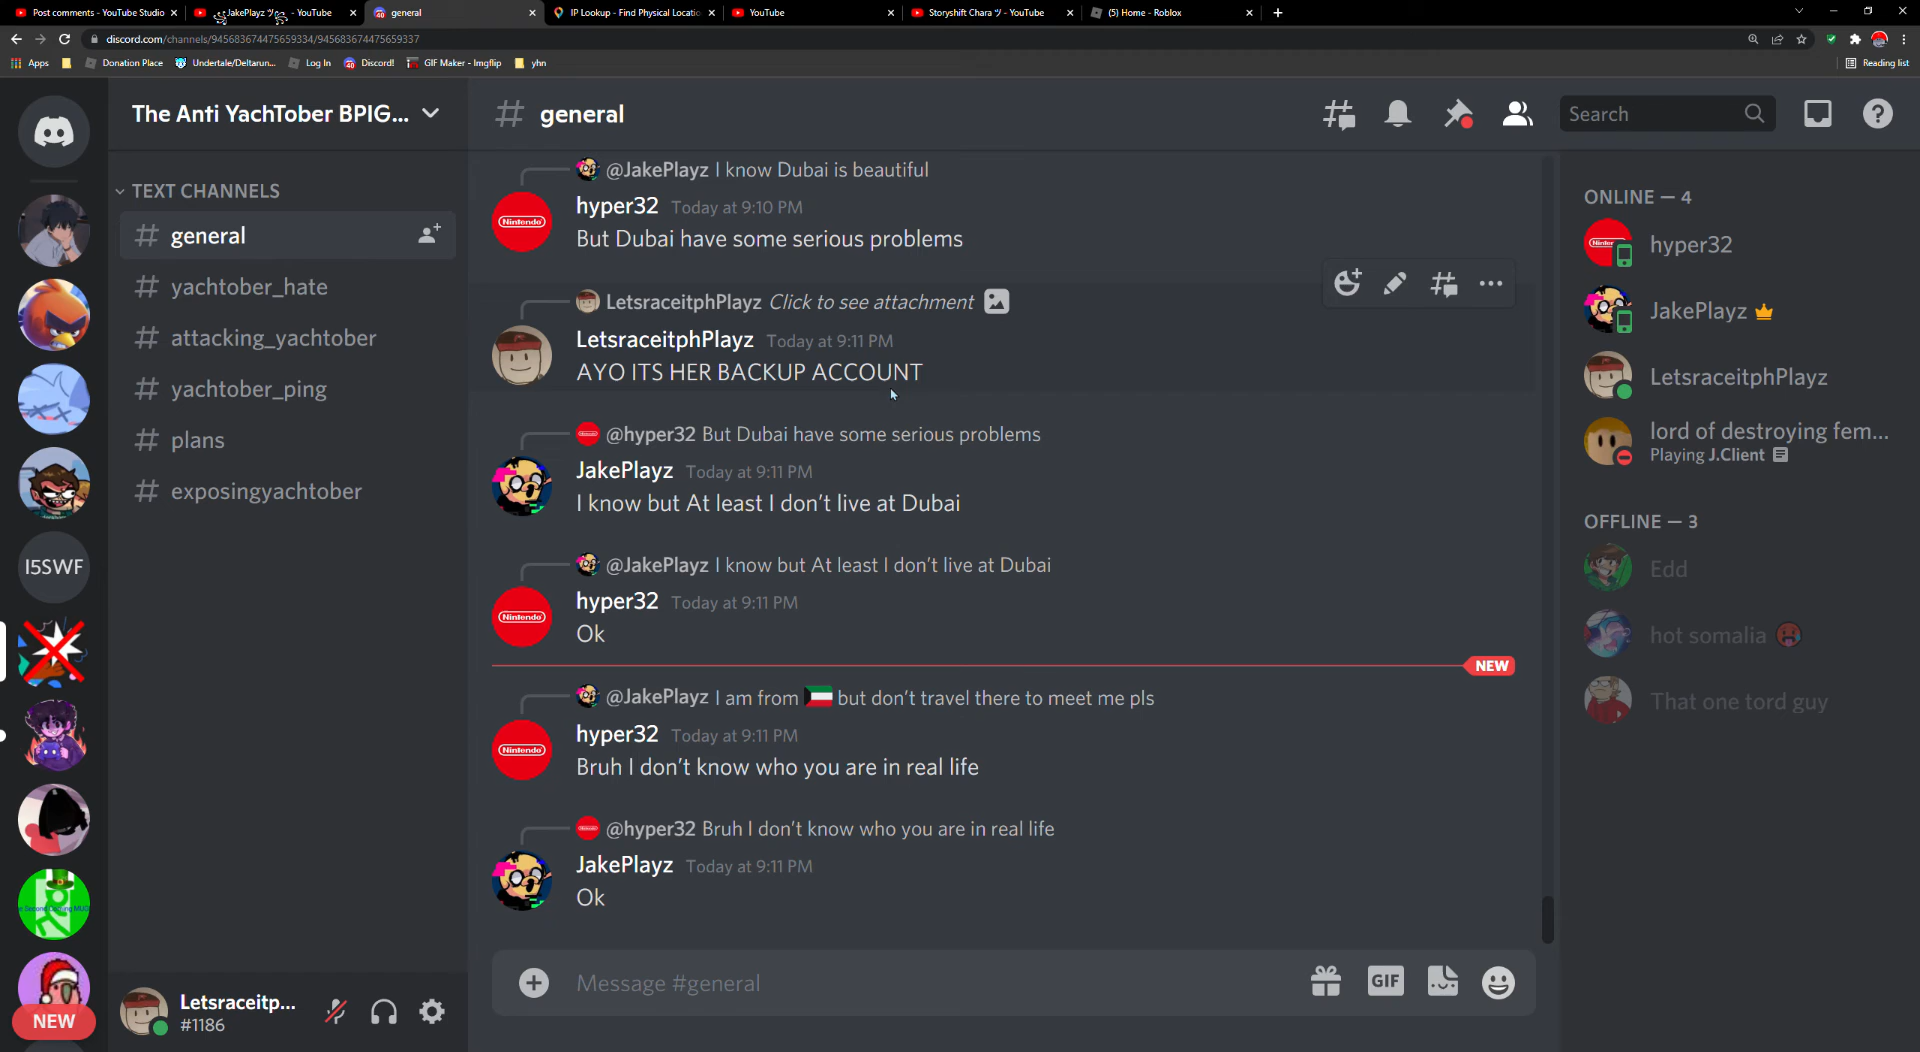 Post comments - YouTube Studio
JakePlayz ツ - YouTube
general
IP Lookup - Find Physical Locatio
YouTube
Storyshift Chara ツ - YouTube
(5) Home - Roblox
discord.com/channels/945683674475659334/945683674475659337
Apps
Donation Place
Undertale/Deltarun...
Log In
Discord!
GIF Maker - Imgflip
yhn
Reading list
The Anti YachTober BPIG...
# general
Search
TEXT CHANNELS
# general
# yachtober_hate
# attacking_yachtober
# yachtober_ping
# plans
# exposingyachtober
I5SWF
NEW
Letsraceitp...
#1186
@JakePlayz I know Dubai is beautiful
Nintendo
hyper32 Today at 9:10 PM
But Dubai have some serious problems
LetsraceitphPlayz Click to see attachment
LetsraceitphPlayz Today at 9:11 PM
AYO ITS HER BACKUP ACCOUNT
@hyper32 But Dubai have some serious problems
JakePlayz Today at 9:11 PM
I know but At least I don't live at Dubai
@JakePlayz I know but At least I don't live at Dubai
Nintendo
hyper32 Today at 9:11 PM
Ok
NEW
@JakePlayz I am from 🇰🇼 but don't travel there to meet me pls
Nintendo
hyper32 Today at 9:11 PM
Bruh I don't know who you are in real life
@hyper32 Bruh I don't know who you are in real life
JakePlayz Today at 9:11 PM
Ok
Message #general
GIF
ONLINE — 4
hyper32
JakePlayz
LetsraceitphPlayz
lord of destroying fem...
Playing J.Client
OFFLINE — 3
Edd
hot somalia 🥵
That one tord guy